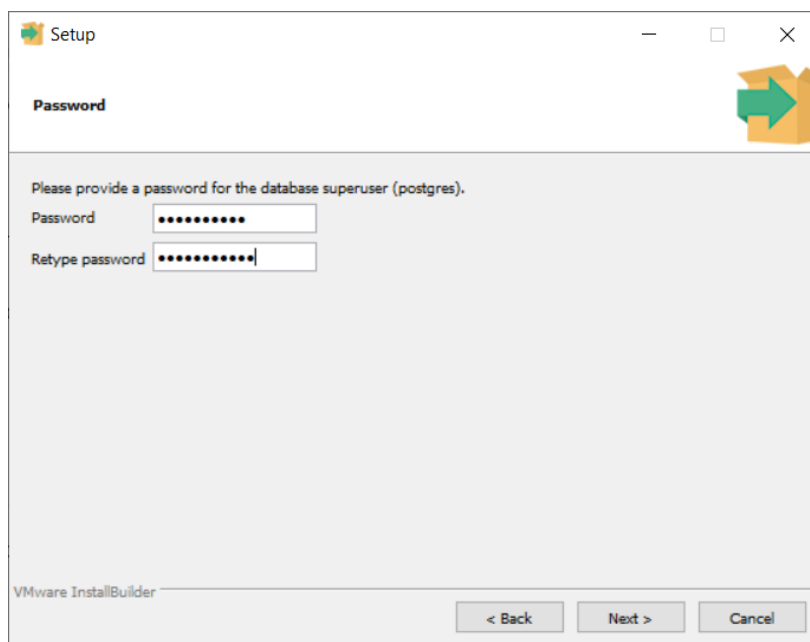 Setup
Password
Please provide a password for the database superuser (postgres).
Password ••••••••••
Retype password •••••••••••
VMware InstallBuilder
< Back Next > Cancel